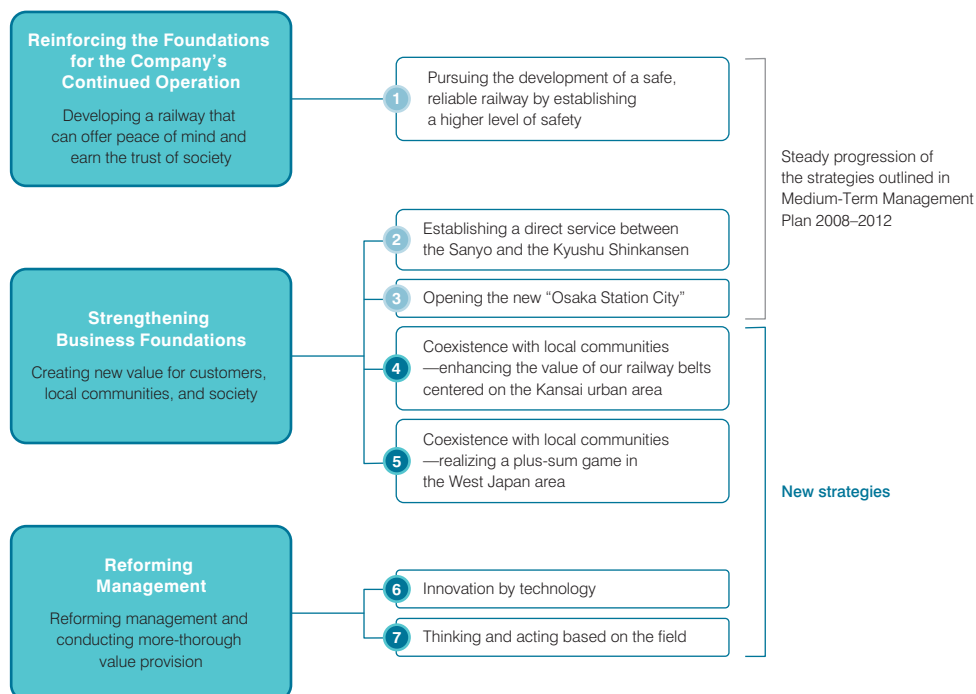 Reinforcing the Foundations
for the Company's
Continued Operation
Developing a railway that
can offer peace of mind and
earn the trust of society
1
Pursuing the development of a safe,
reliable railway by establishing
a higher level of safety
Steady progression of
the strategies outlined in
Medium-Term Management
Plan 2008–2012
Strengthening
Business Foundations
Creating new value for customers,
local communities, and society
2
Establishing a direct service between
the Sanyo and the Kyushu Shinkansen
3
Opening the new “Osaka Station City”
4
Coexistence with local communities
—enhancing the value of our railway belts
centered on the Kansai urban area
5
Coexistence with local communities
—realizing a plus-sum game in
the West Japan area
New strategies
Reforming
Management
Reforming management and
conducting more-thorough
value provision
6
Innovation by technology
7
Thinking and acting based on the field